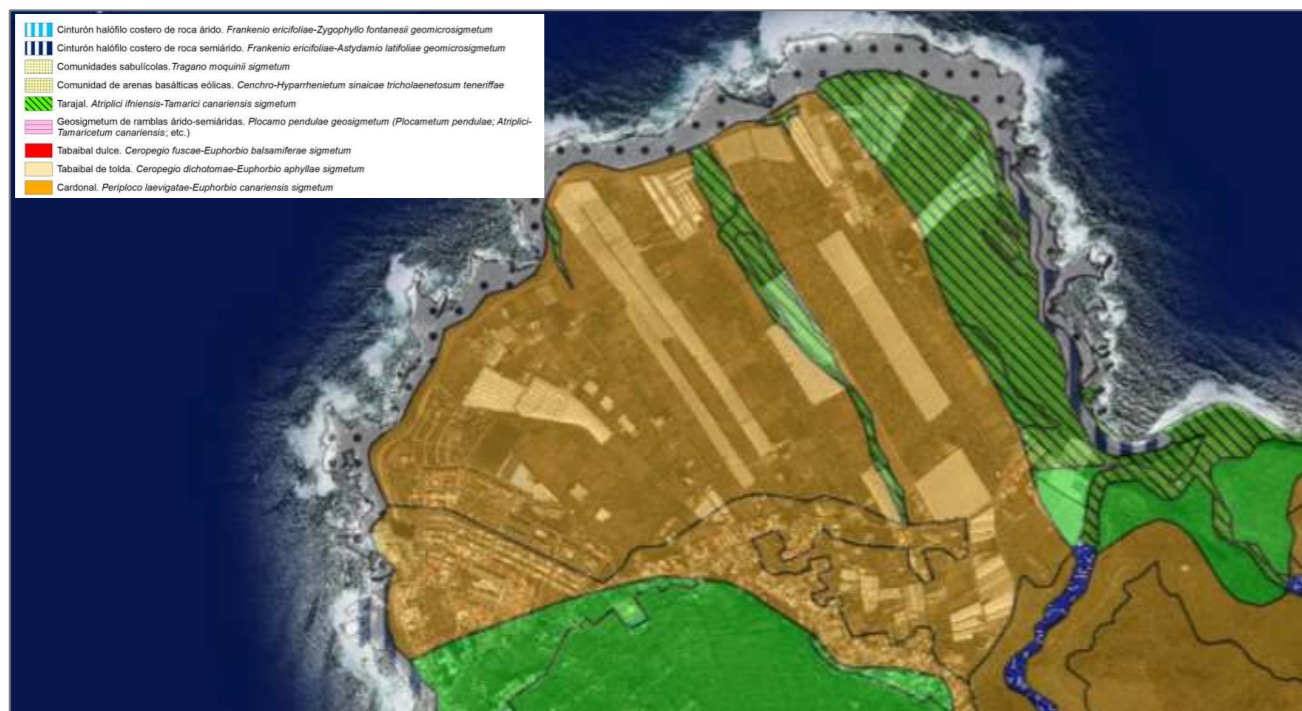 Cinturón halófilo costero de roca árido. Frankenio ericifoliae-Zygophyllo fontanesii geomicrosigmetum
Cinturón halófilo costero de roca semiárido. Frankenio ericifoliae-Astydamio latifoliae geomicrosigmetum
Comunidades sabulícolas. Tragano moquinii sigmetum
Comunidad de arenas basálticas eólicas. Cenchro-Hyparrhenietum sinaicae tricholaenetosum teneriffae
Tarajal. Atriplici ifniensis-Tamarici canariensis sigmetum
Geosigmetum de ramblas árido-semiáridas. Plocamo pendulae geosigmetum (Plocametum pendulae; Atriplici-
Tamaricetum canariensis; etc.)
Tabaibal dulce. Ceropegio fuscae-Euphorbio balsamiferae sigmetum
Tabaibal de tolda. Ceropegio dichotomae-Euphorbio aphyllae sigmetum
Cardonal. Periploco laevigatae-Euphorbio canariensis sigmetum